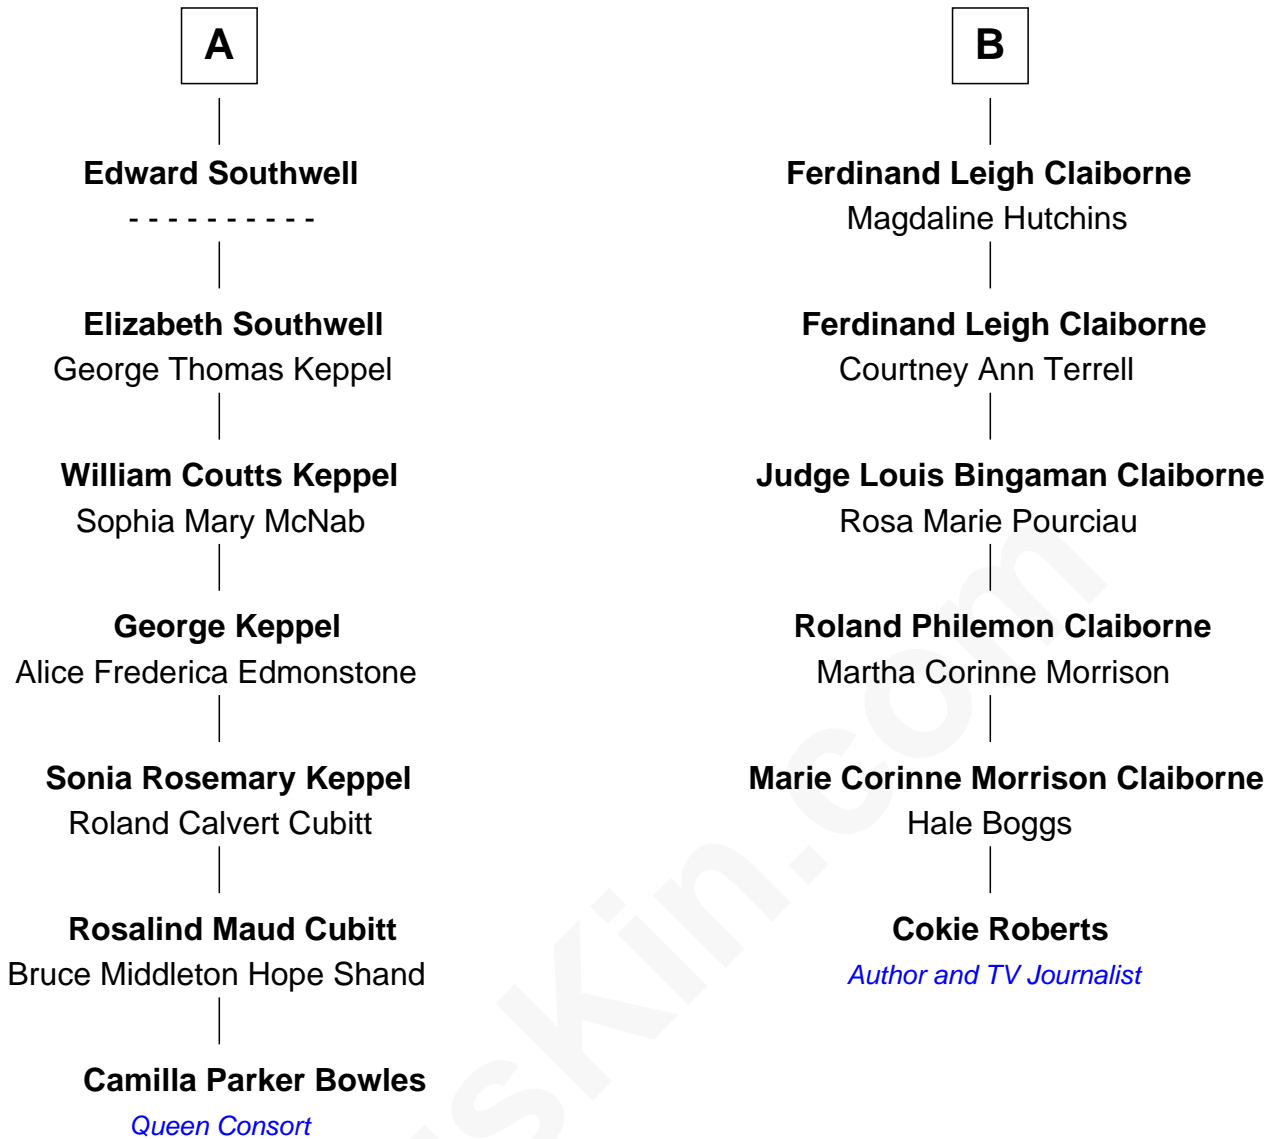 A
Edward Southwell
- - - - - - - - - -
Elizabeth Southwell
George Thomas Keppel
William Coutts Keppel
Sophia Mary McNab
George Keppel
Alice Frederica Edmonstone
Sonia Rosemary Keppel
Roland Calvert Cubitt
Rosalind Maud Cubitt
Bruce Middleton Hope Shand
Camilla Parker Bowles
Queen Consort
B
Ferdinand Leigh Claiborne
Magdaline Hutchins
Ferdinand Leigh Claiborne
Courtney Ann Terrell
Judge Louis Bingaman Claiborne
Rosa Marie Pourciau
Roland Philemon Claiborne
Martha Corinne Morrison
Marie Corinne Morrison Claiborne
Hale Boggs
Cokie Roberts
Author and TV Journalist
sKin.com